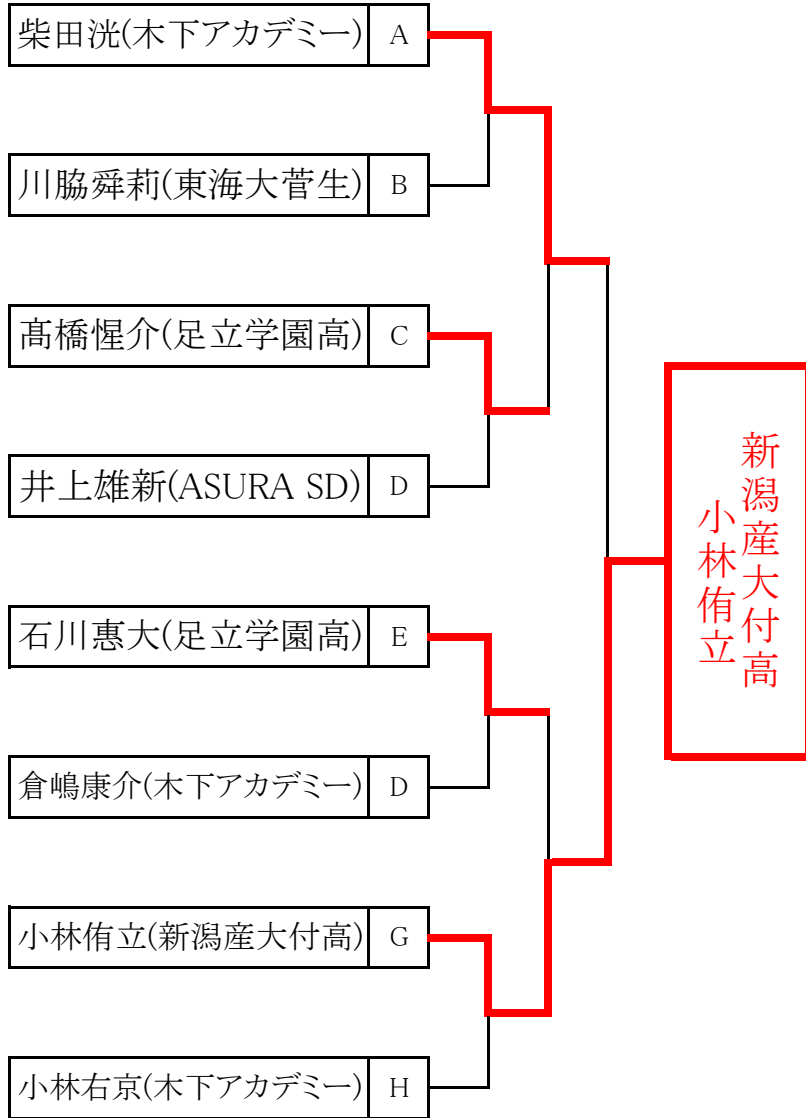 柴田洸(木下アカデミー) A
川脇舜莉(東海大菅生) B
髙橋惺介(足立学園高) C
井上雄新(ASURA SD) D
石川惠大(足立学園高) E
倉嶋康介(木下アカデミー) D
小林侑立(新潟産大付高) G
小林右京(木下アカデミー) H
新潟産大付高
小林侑立